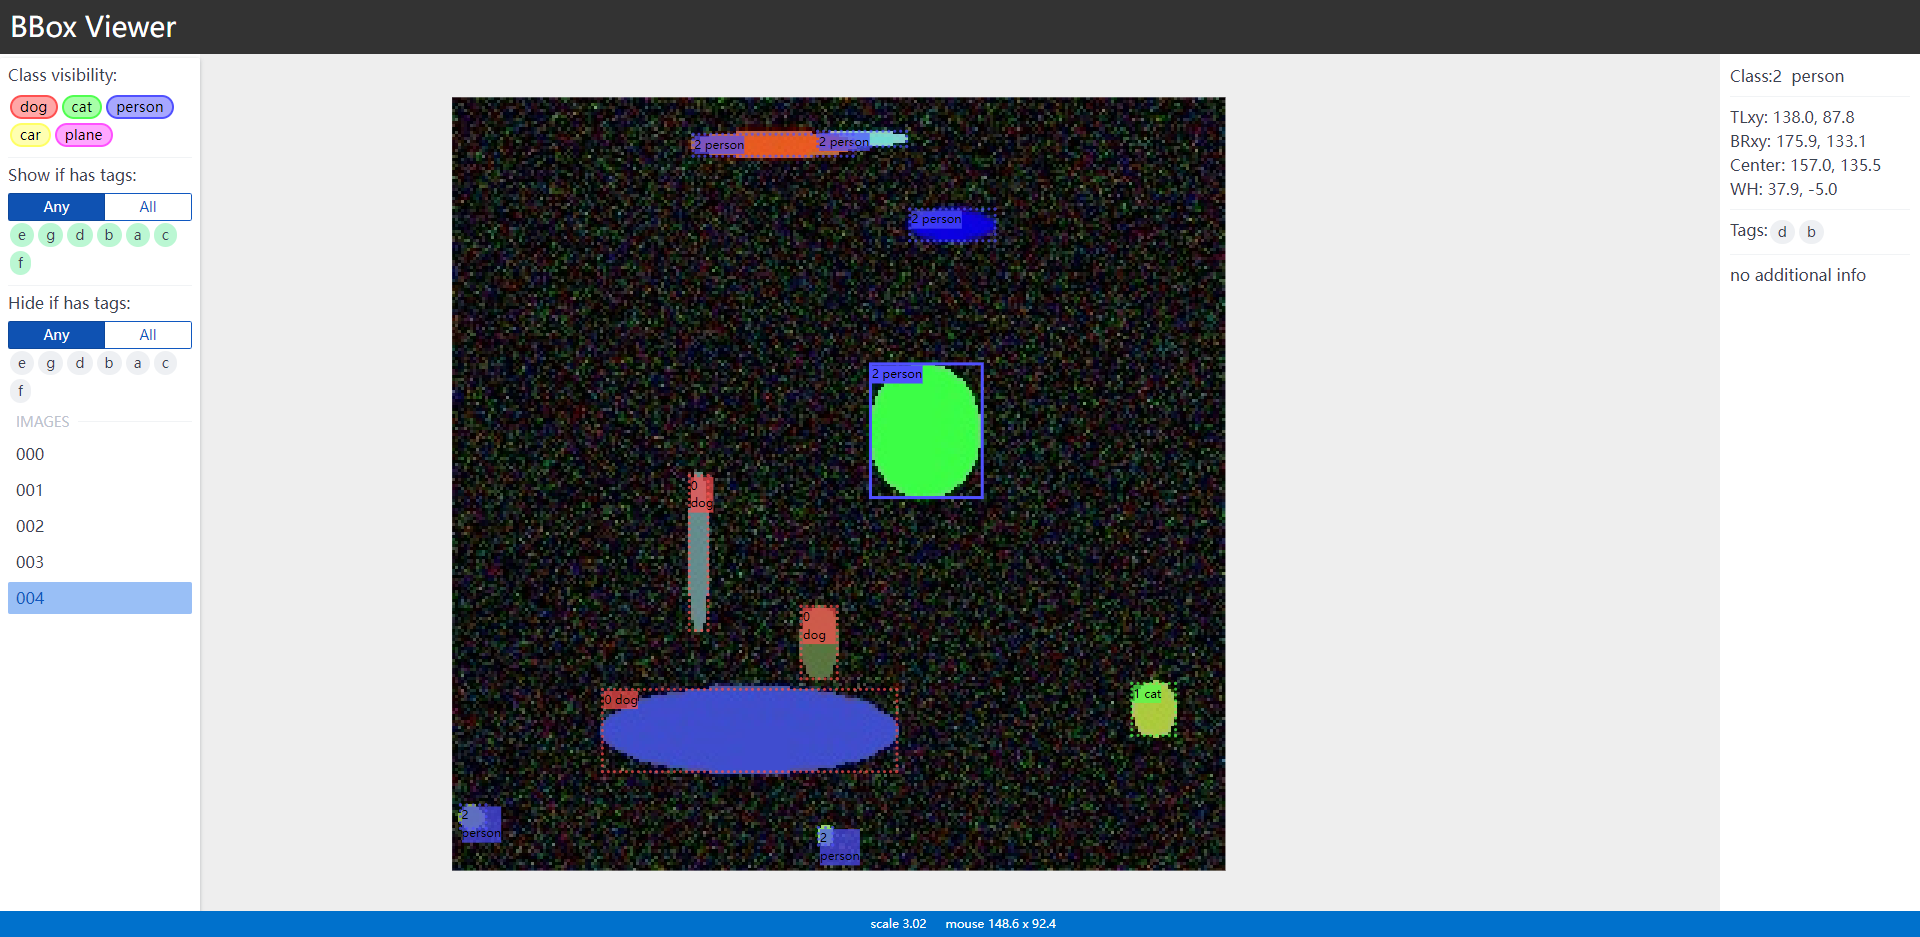 BBox Viewer
Class visibility:
dog cat person
car plane
Show if has tags:
Any All
e g d b a c
f
Hide if has tags:
Any All
e g d b a c
f
IMAGES
000
001
002
003
004
2 person 2 person
2 person
2 person
0
dog
0
dog
0 dog
1 cat
2
person
2
person
Class:2 person
TLxy: 138.0, 87.8
BRxy: 175.9, 133.1
Center: 157.0, 135.5
WH: 37.9, -5.0
Tags: d b
no additional info
scale 3.02 mouse 148.6 x 92.4